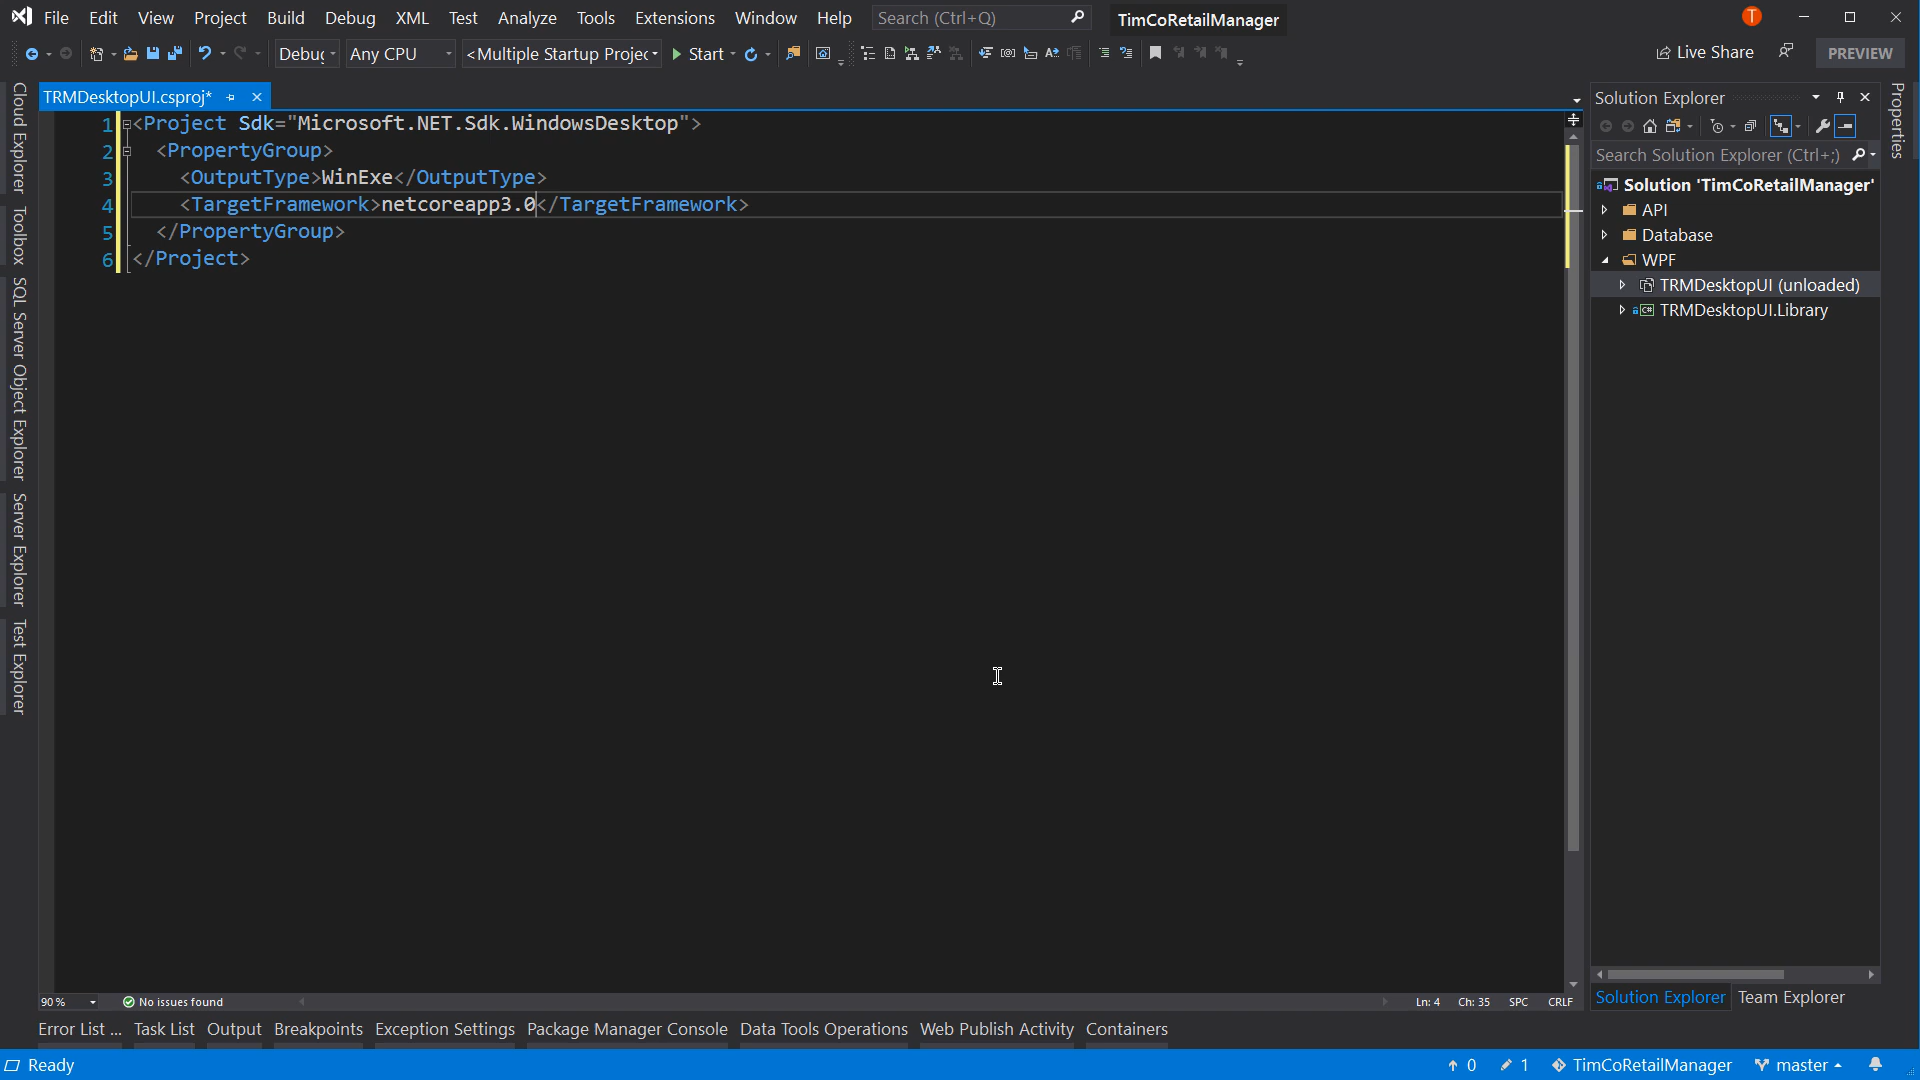 File Edit View Project Build Debug XML Test Analyze Tools Extensions Window Help Search (Ctrl+Q) TimCoRetailManager T
Debug Any CPU <Multiple Startup Projec Start Live Share PREVIEW
TRMDesktopUI.csproj*
1 <Project Sdk="Microsoft.NET.Sdk.WindowsDesktop">
2 <PropertyGroup>
3 <OutputType>WinExe</OutputType>
4 <TargetFramework>netcoreapp3.0</TargetFramework>
5 </PropertyGroup>
6 </Project>
Cloud Explorer
Toolbox
SQL Server Object Explorer
Server Explorer
Test Explorer
Solution Explorer
Search Solution Explorer (Ctrl+;)
Solution 'TimCoRetailManager'
API
Database
WPF
TRMDesktopUI (unloaded)
TRMDesktopUI.Library
Solution Explorer Team Explorer
Properties
90 % No issues found Ln: 4 Ch: 35 SPC CRLF
Error List ... Task List Output Breakpoints Exception Settings Package Manager Console Data Tools Operations Web Publish Activity Containers
Ready 0 1 TimCoRetailManager master